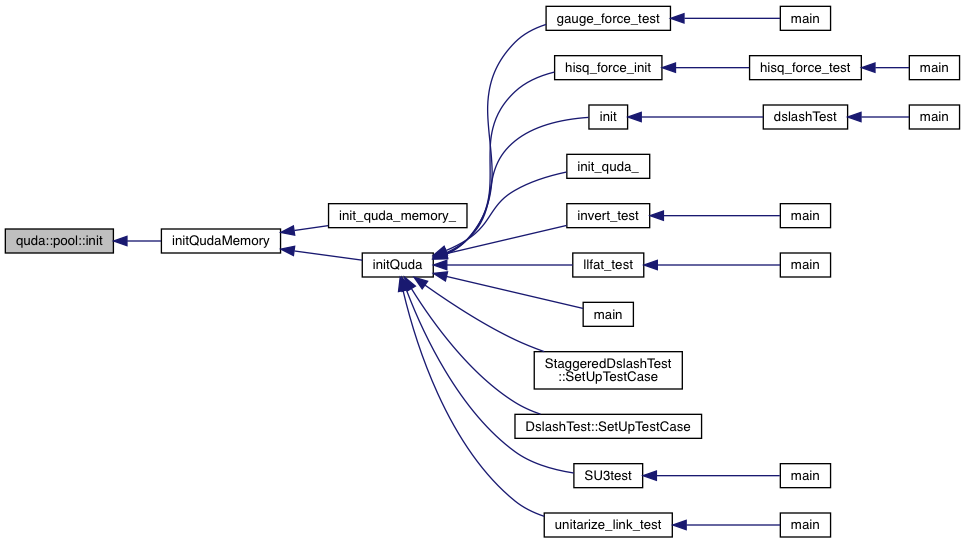 gauge_force_test
main
hisq_force_init
hisq_force_test
main
init
dslashTest
main
init_quda_
init_quda_memory_
invert_test
main
quda::pool::init
initQudaMemory
initQuda
llfat_test
main
main
StaggeredDslashTest
::SetUpTestCase
DslashTest::SetUpTestCase
SU3test
main
unitarize_link_test
main